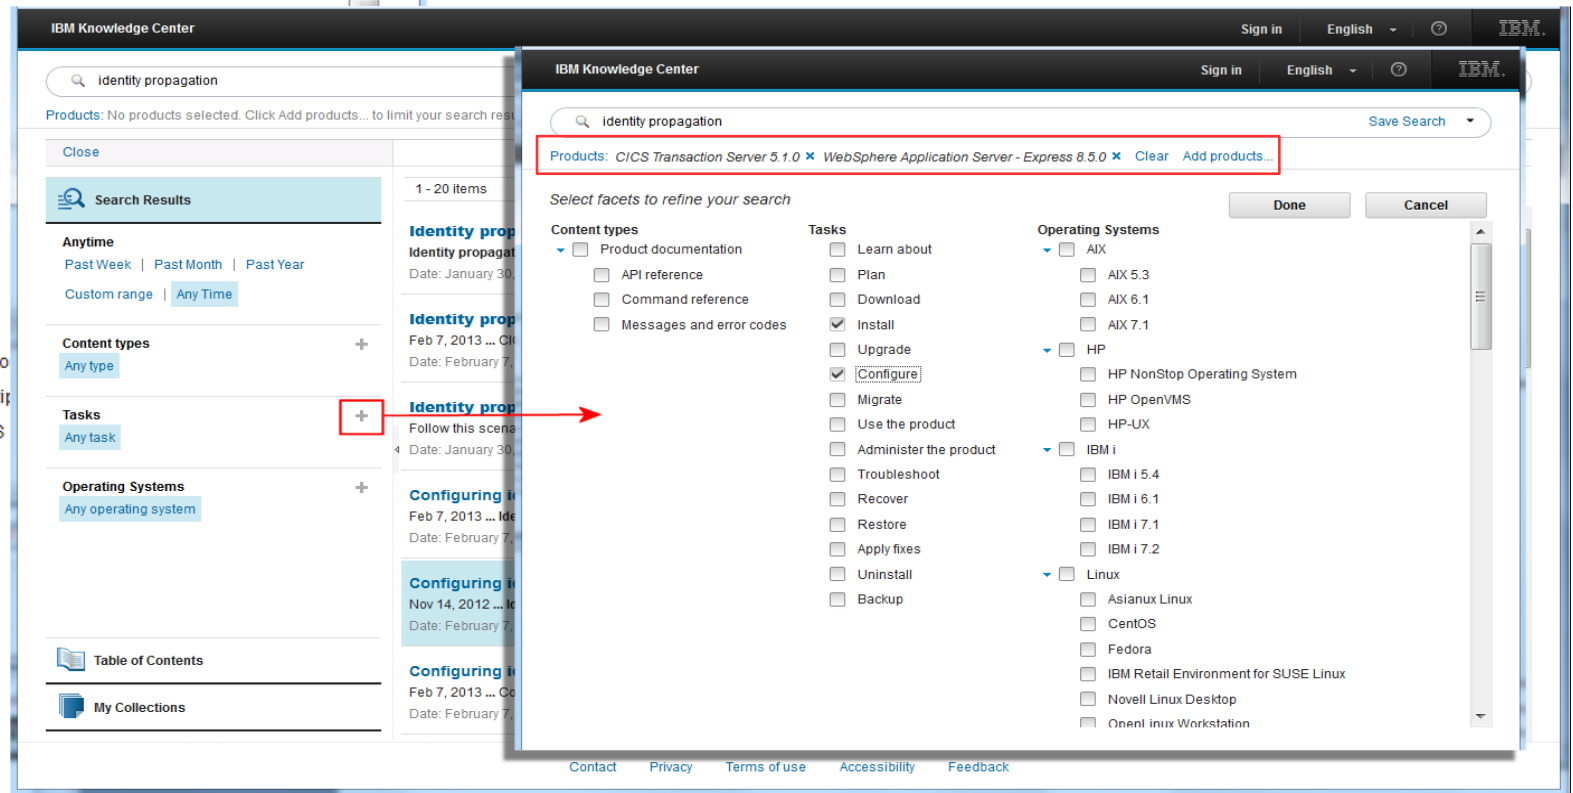 IBM Knowledge Center
Sign in
English
IBM.
identity propagation
Products: No products selected. Click Add products... to limit your search
Close
Search Results
Anytime
Past Week | Past Month | Past Year
Custom range | Any Time
Content types
Any type
Tasks
Any task
Operating Systems
Any operating system
Table of Contents
My Collections
1 - 20 items
Identity
Identity
Date: January 30,
Identity
Feb 7, 2013 ...
Date: February 7,
Identity
Follow this
Date: January 30,
Configuring
Feb 7, 2013 ...
Date: February 7,
Configuring
Nov 14, 2012 ...
Date: February 7,
Configuring
Feb 7, 2013 ...
Date: February 7,
IBM Knowledge Center
Sign in
English
IBM.
identity propagation
Save Search
Products: CICS Transaction Server 5.1.0 × WebSphere Application Server - Express 8.5.0 × Clear Add products...
Select facets to refine your search
Done
Cancel
Content types
Product documentation
API reference
Command reference
Messages and error codes
Tasks
Learn about
Plan
Download
Install
Upgrade
Configure
Migrate
Use the product
Administer the product
Troubleshoot
Recover
Restore
Apply fixes
Uninstall
Backup
Operating Systems
AIX
AIX 5.3
AIX 6.1
AIX 7.1
HP
HP NonStop Operating System
HP OpenVMS
HP-UX
IBM i
IBM i 5.4
IBM i 6.1
IBM i 7.1
IBM i 7.2
Linux
Asianux Linux
CentOS
Fedora
IBM Retail Environment for SUSE Linux
Novell Linux Desktop
OpenLinux Workstation
Contact
Privacy
Terms of use
Accessibility
Feedback